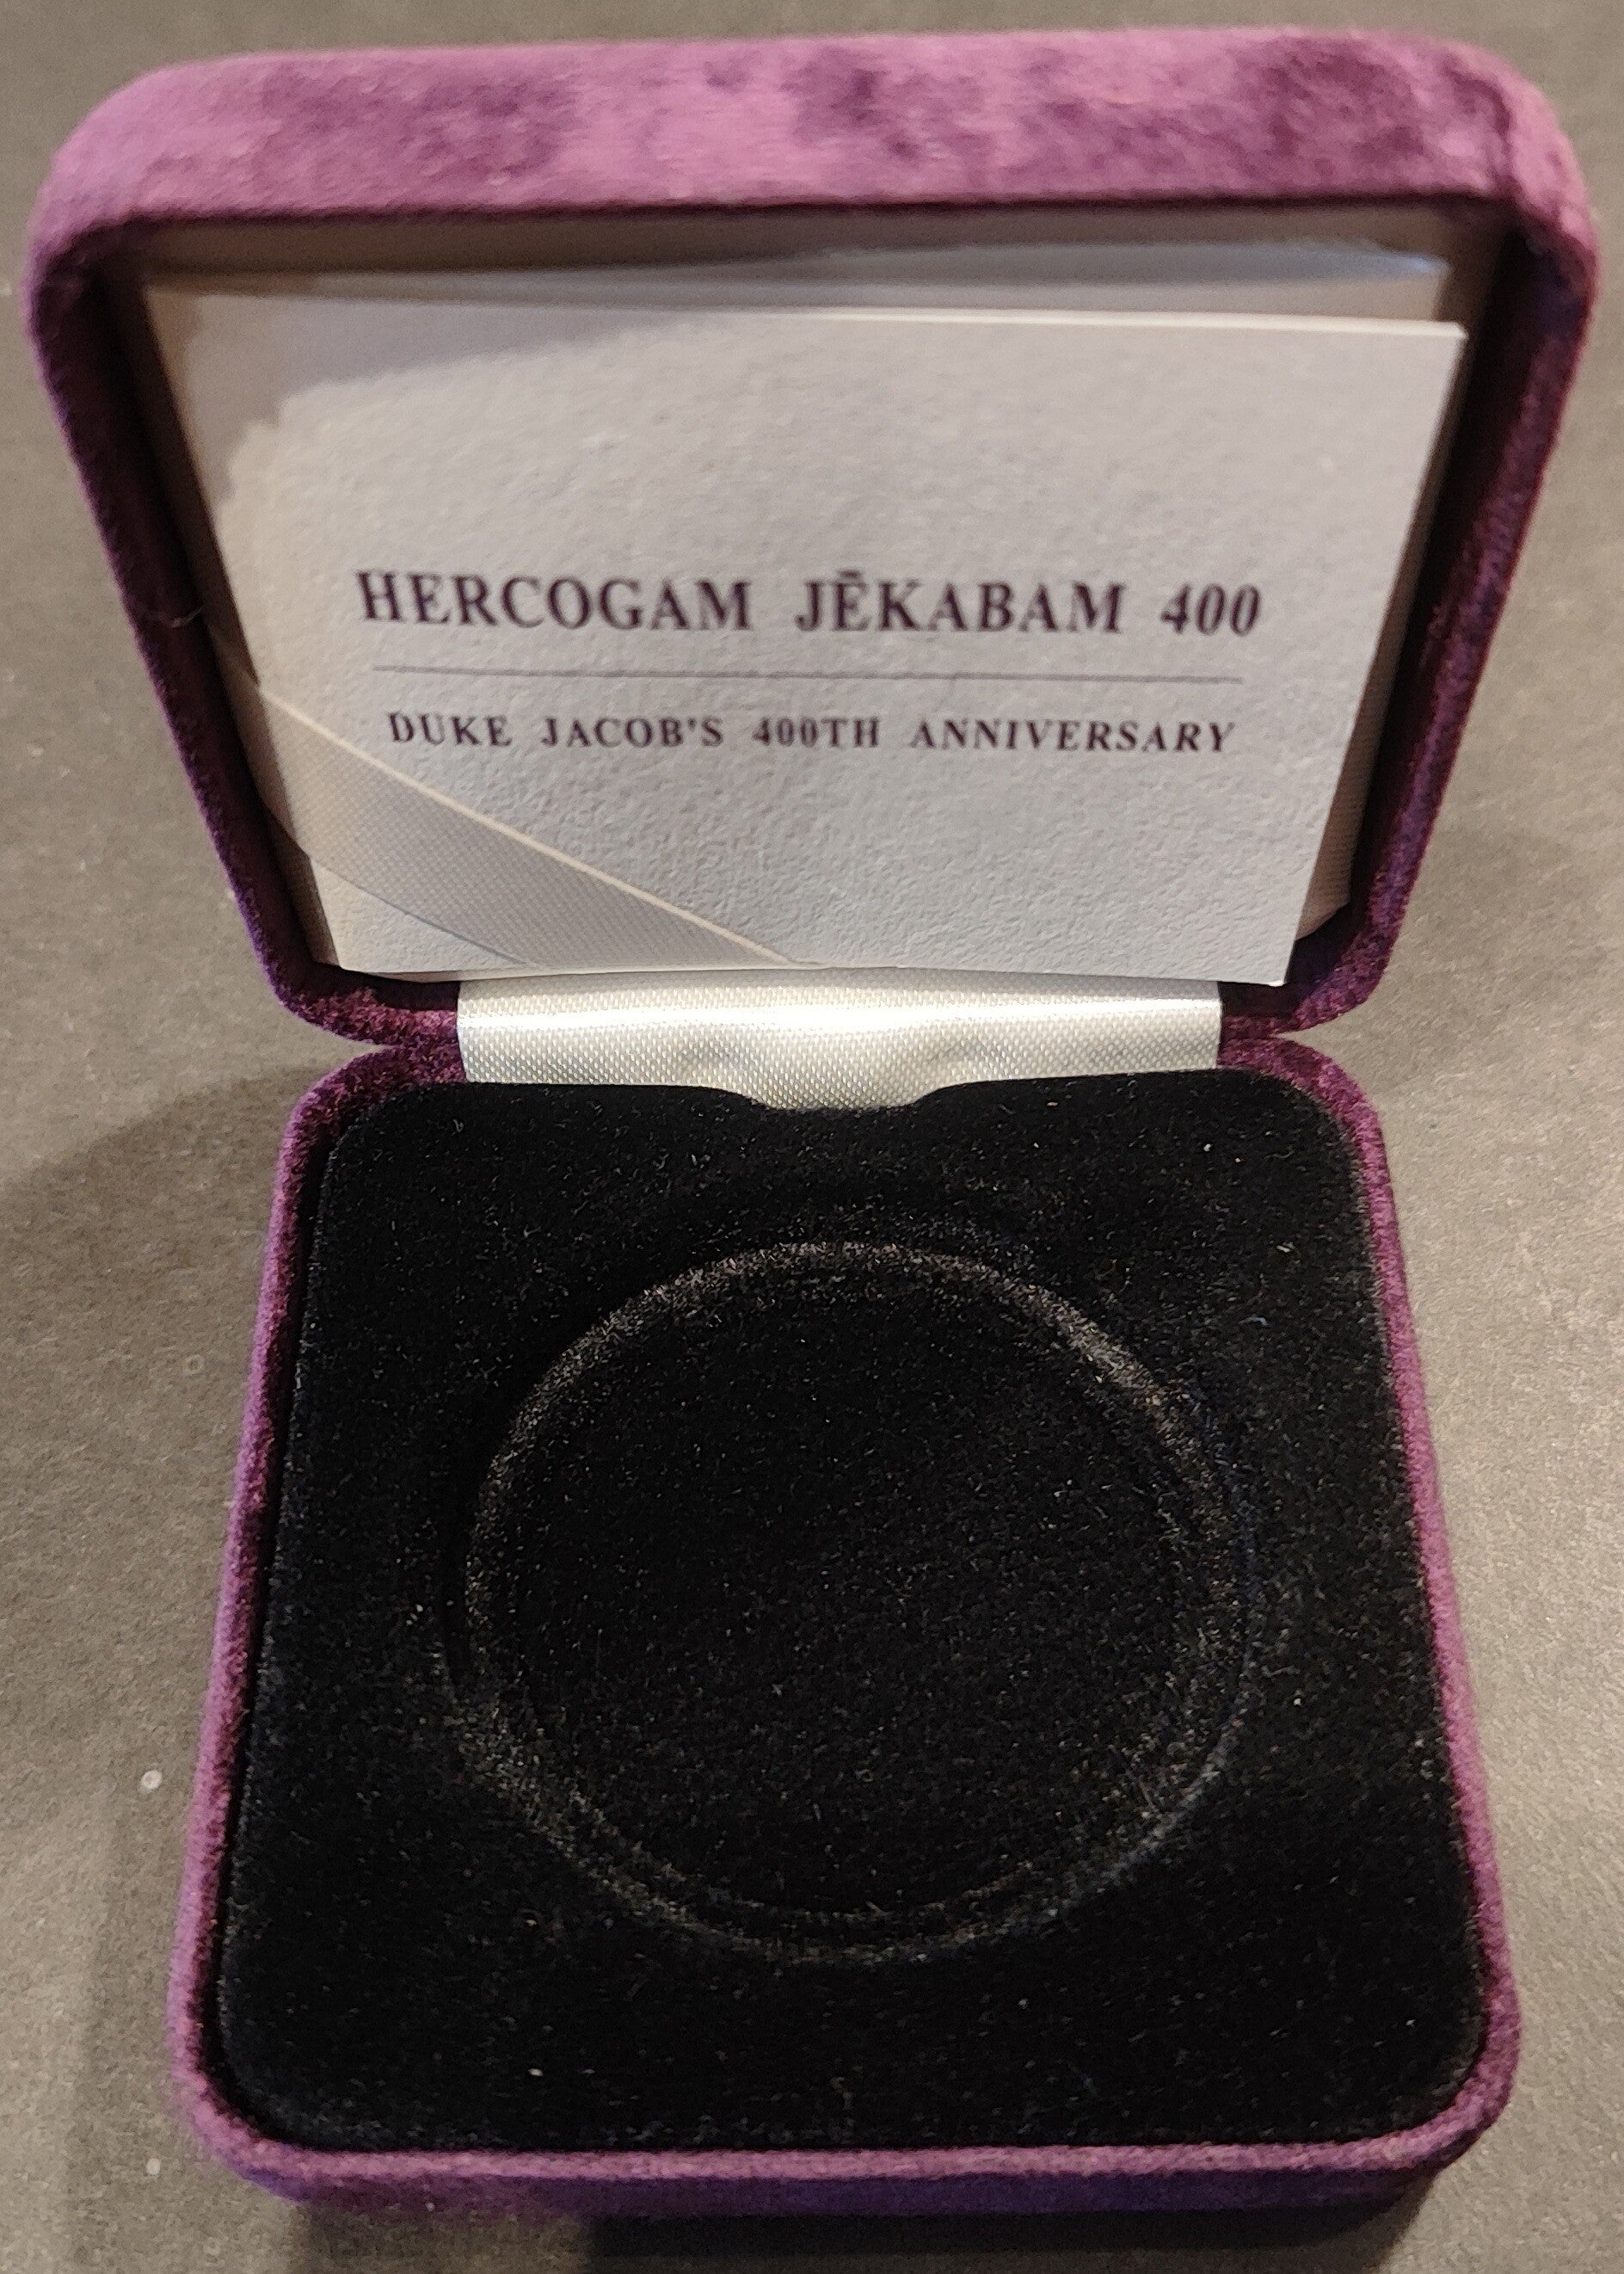 HERCOGAM JĒKABAM 400
DUKE JACOB'S 400TH ANNIVERSARY